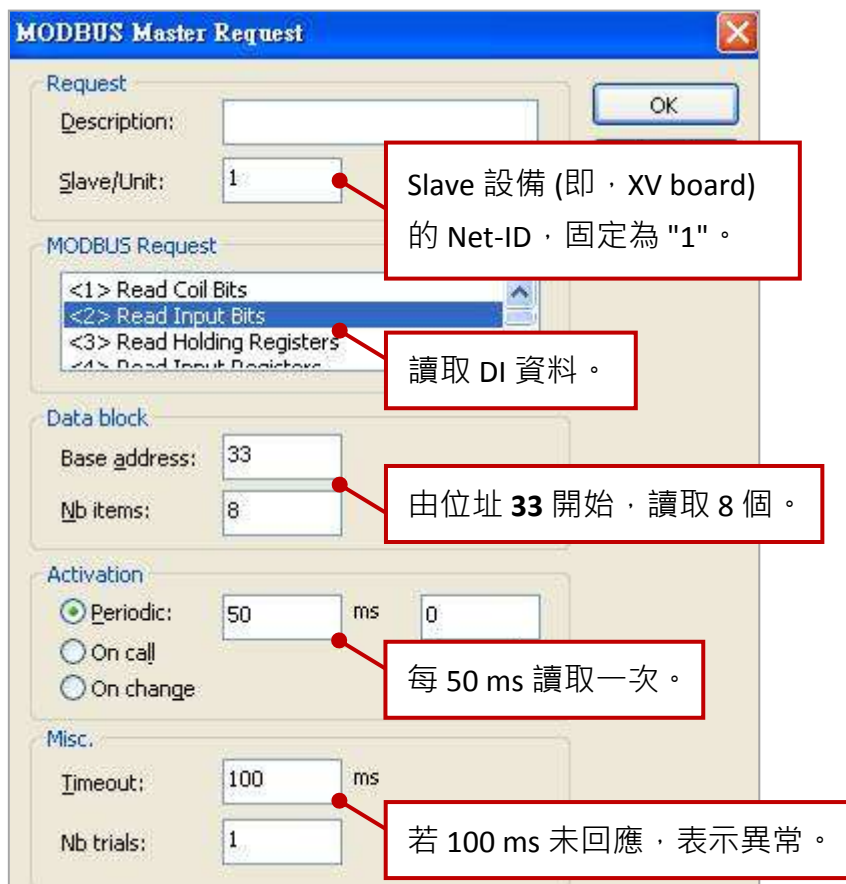 MODBUS Master Request
Request
OK
Description:
Slave/Unit:
1
Slave 設備 (即，XV board)
的 Net-ID，固定為 "1"。
MODBUS Request
<1> Read Coil Bits
<2> Read Input Bits
<3> Read Holding Registers
<4> Read Input Registers
讀取 DI 資料。
Data block
Base address:
33
Nb items:
8
由位址 33 開始，讀取 8 個。
Activation
Periodic:
50
ms
0
On call
On change
每 50 ms 讀取一次。
Misc.
Timeout:
100
ms
Nb trials:
1
若 100 ms 未回應，表示異常。